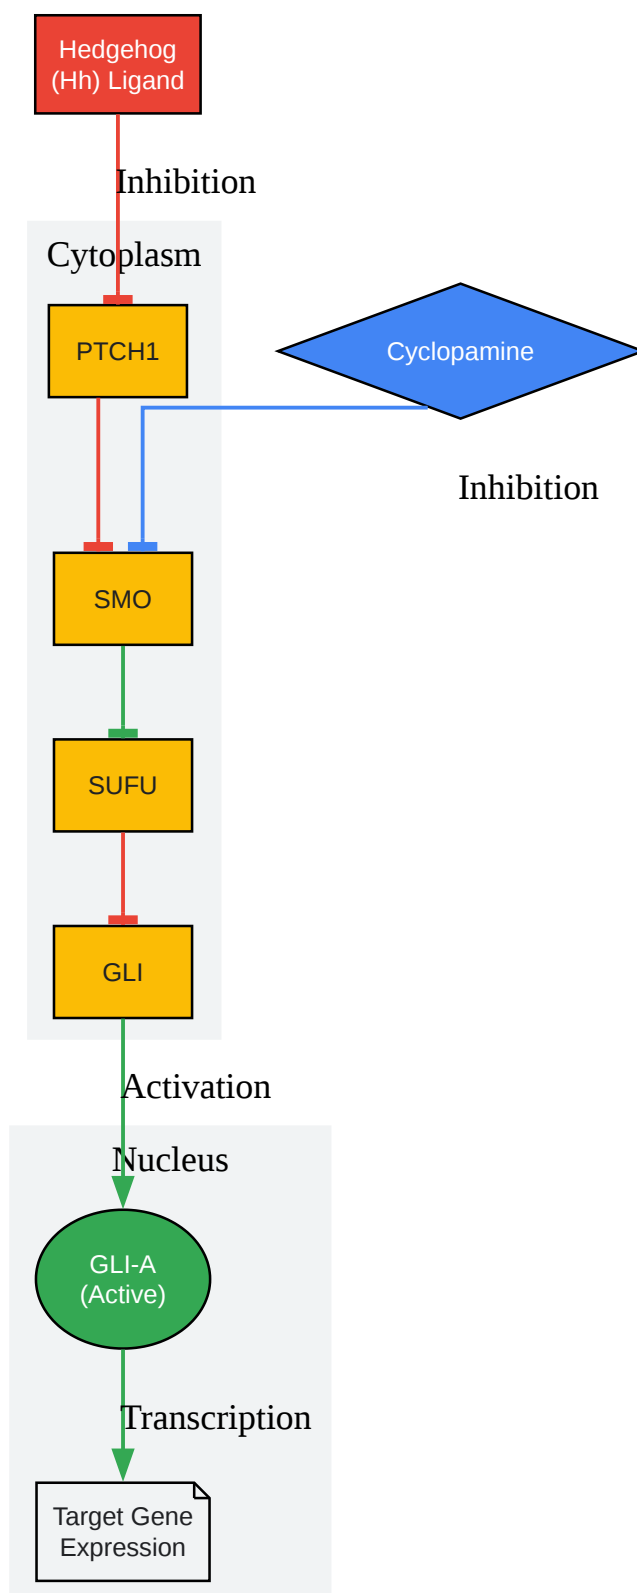 Hedgehog
(Hh) Ligand
Inhibition
Cytoplasm
PTCH1
Cyclopamine
Inhibition
SMO
SUFU
GLI
Activation
Nucleus
GLI-A
(Active)
Transcription
Target Gene
Expression